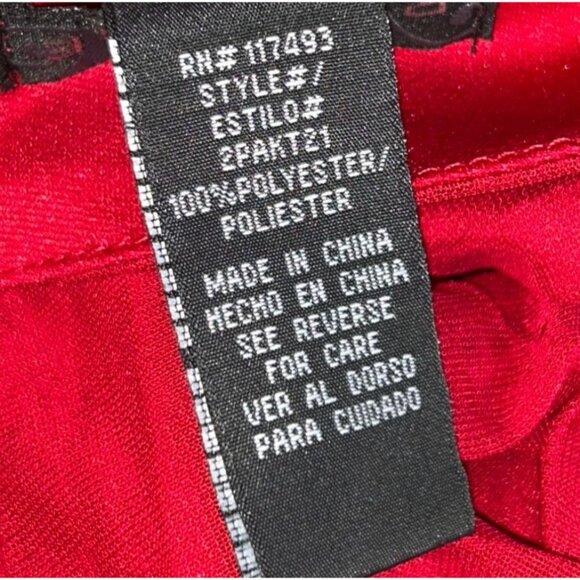 RN# 117493
STYLE#/
ESTILO#
2PAKT21
100%POLYESTER/
POLIESTER
MADE IN CHINA
HECHO EN CHINA
SEE REVERSE
FOR CARE
VER AL DORSO
PARA CUIDADO